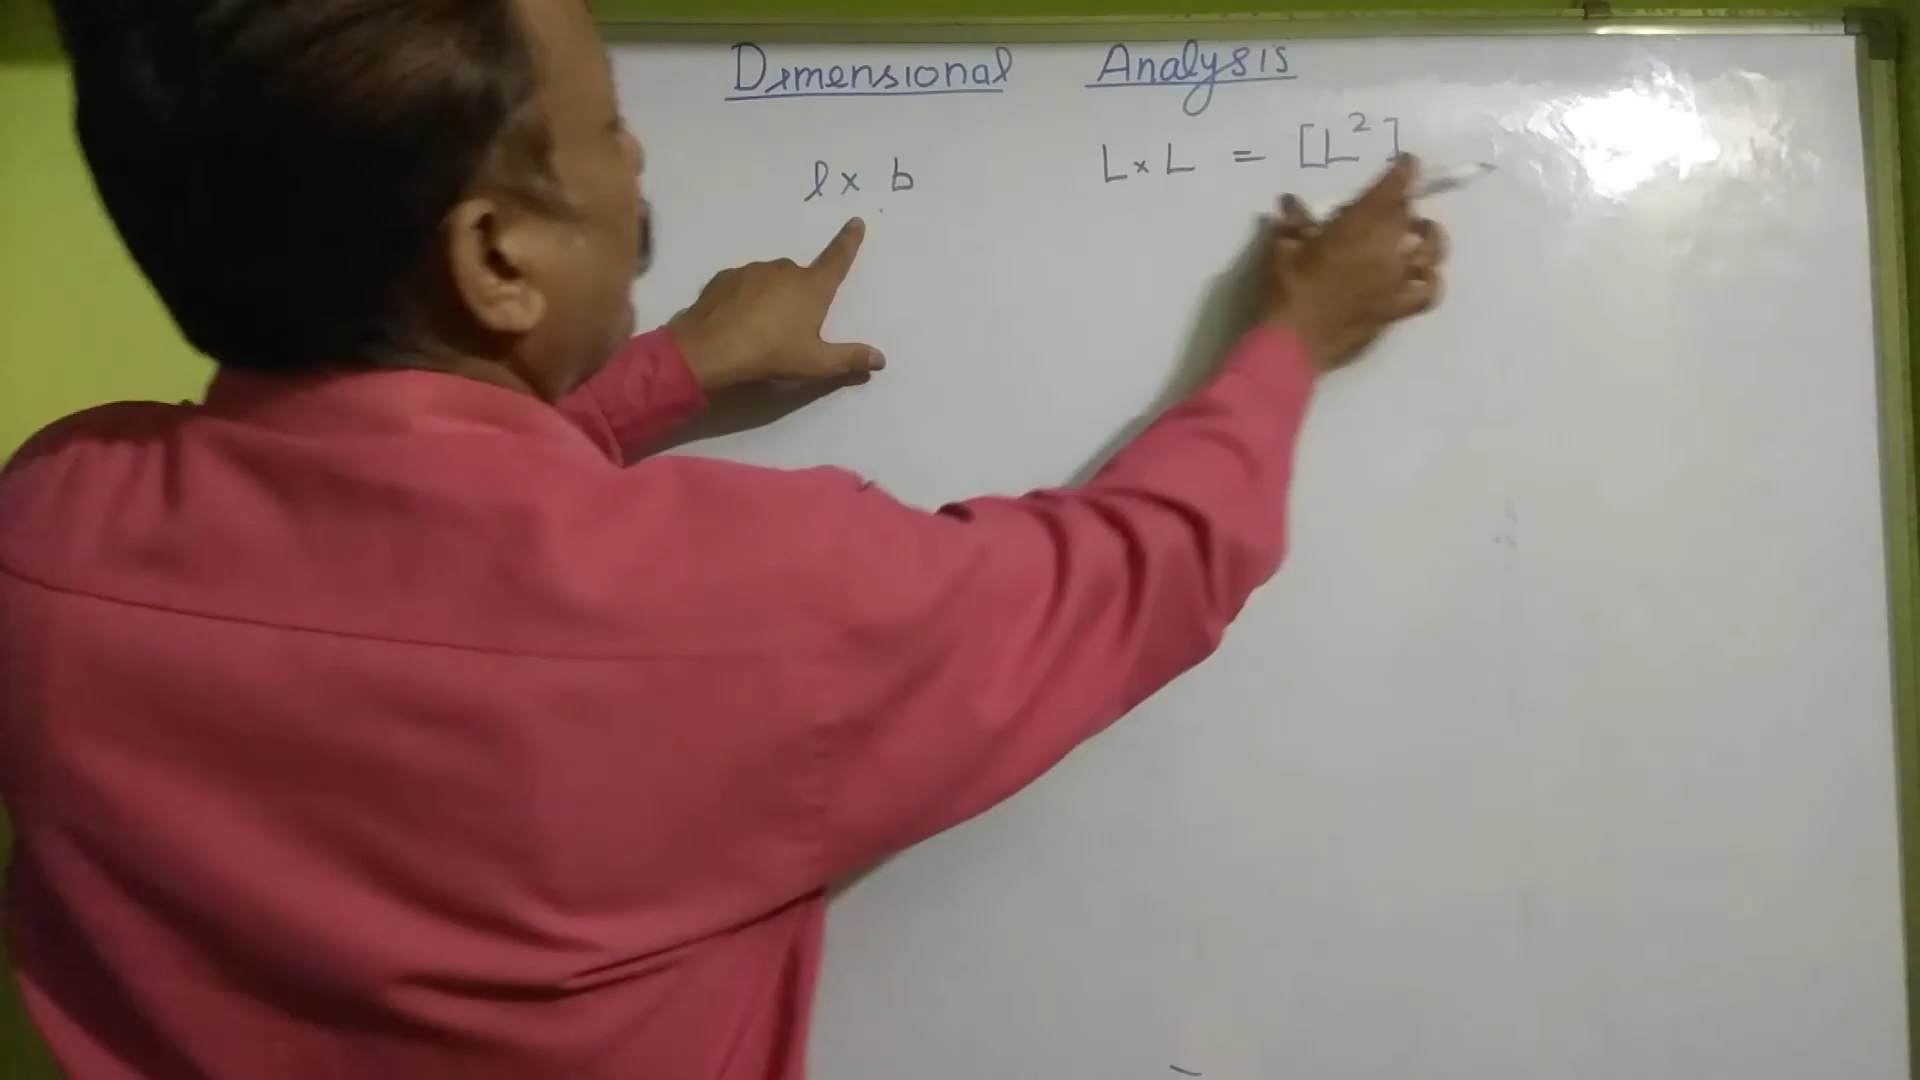 Dimensional Analysis
l × b L × L = [L²]